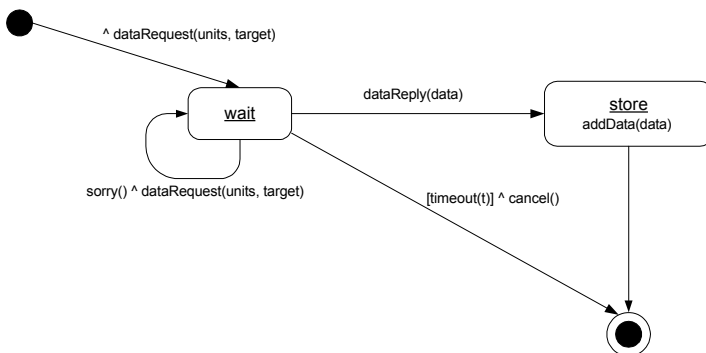 ^ dataRequest(units, target)
wait
dataReply(data)
store
addData(data)
sorry() ^ dataRequest(units, target)
[timeout(t)] ^ cancel()